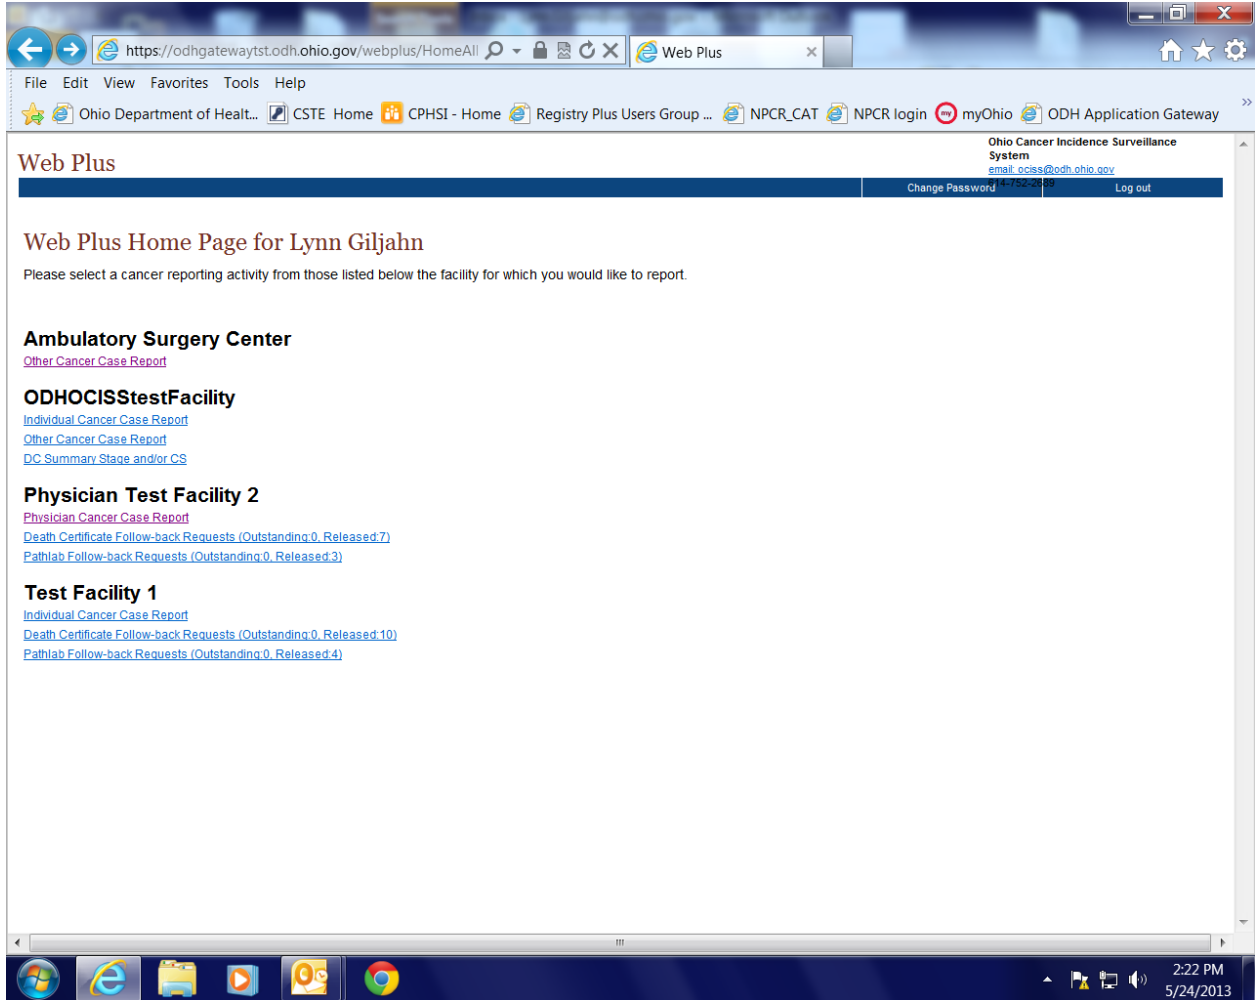 https://odhgatewaytst.odh.ohio.gov/webplus/HomeAll
Web Plus
File Edit View Favorites Tools Help
Ohio Department of Healt... CSTE Home CPHSI - Home Registry Plus Users Group ... NPCR_CAT NPCR login myOhio ODH Application Gateway
Ohio Cancer Incidence Surveillance
System
email: ociss@odh.ohio.gov
614-752-2689
Web Plus
Change Password Log out
Web Plus Home Page for Lynn Giljahn
Please select a cancer reporting activity from those listed below the facility for which you would like to report.
Ambulatory Surgery Center
Other Cancer Case Report
ODHOCISStestFacility
Individual Cancer Case Report
Other Cancer Case Report
DC Summary Stage and/or CS
Physician Test Facility 2
Physician Cancer Case Report
Death Certificate Follow-back Requests (Outstanding:0, Released:7)
Pathlab Follow-back Requests (Outstanding:0, Released:3)
Test Facility 1
Individual Cancer Case Report
Death Certificate Follow-back Requests (Outstanding:0, Released:10)
Pathlab Follow-back Requests (Outstanding:0, Released:4)
2:22 PM
5/24/2013